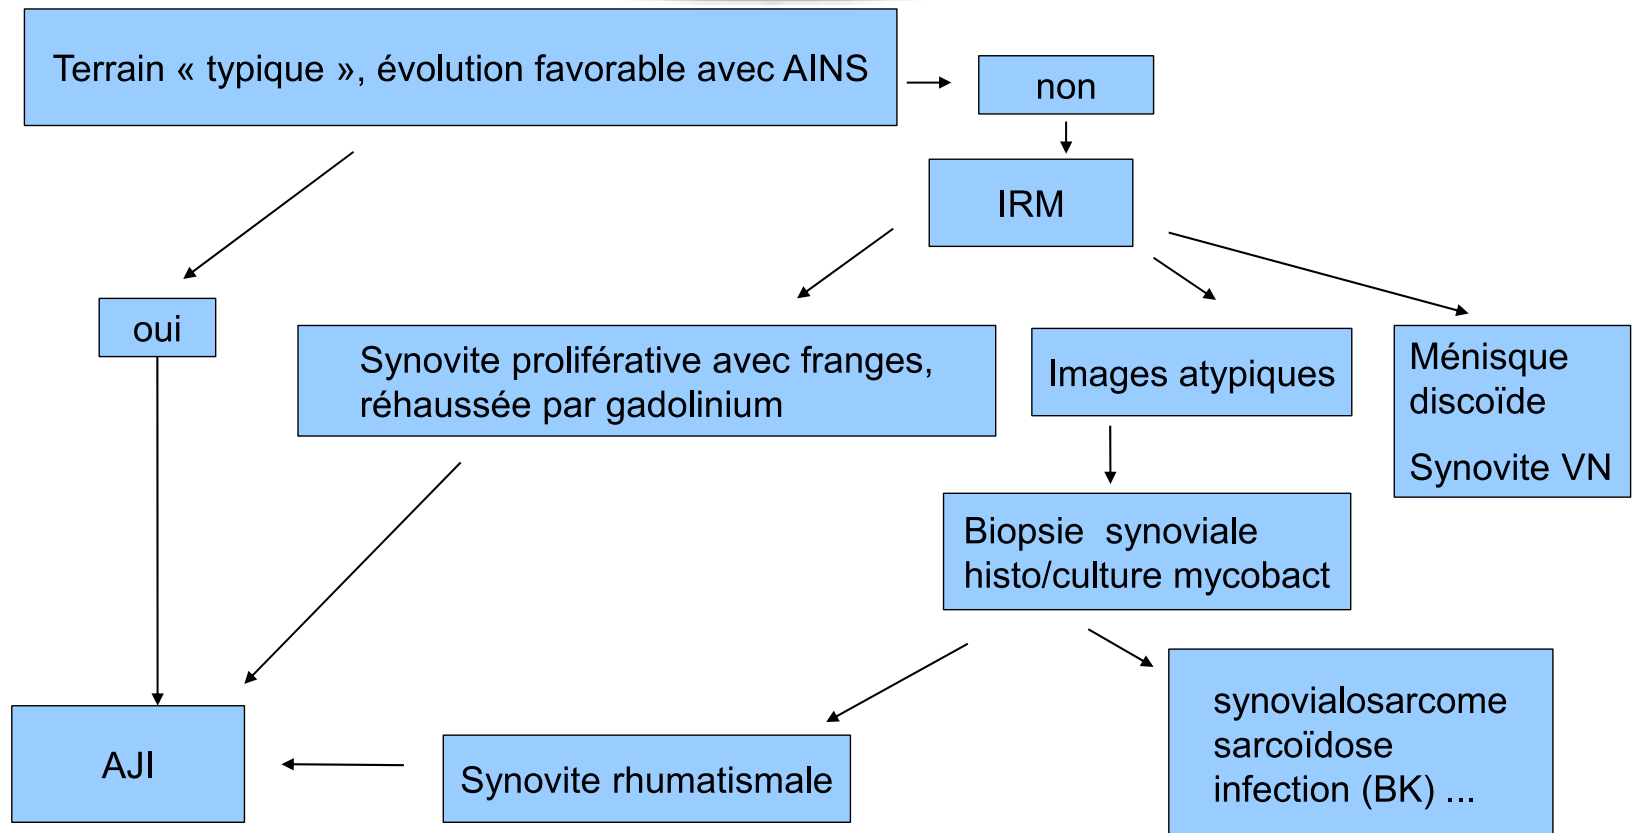 Terrain « typique », évolution favorable avec AINS
non
IRM
oui
Synovite proliférative avec franges,
réhaussée par gadolinium
Images atypiques
Ménisque
discoïde
Synovite VN
Biopsie  synoviale
histo/culture mycobact
synovialosarcome
sarcoïdose
infection (BK) ...
Synovite rhumatismale
AJI